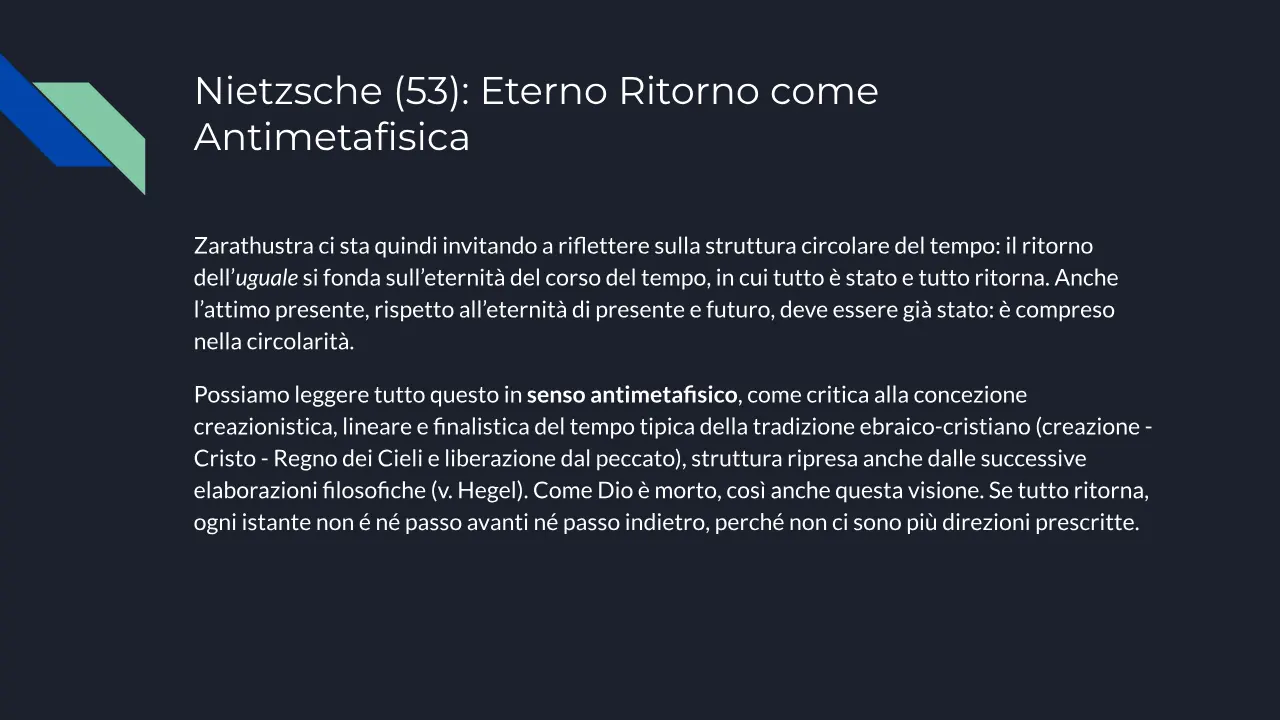 Nietzsche (53): Eterno Ritorno come
Antimetafisica
Zarathustra ci sta quindi invitando a riflettere sulla struttura circolare del tempo: il ritorno
dell’uguale si fonda sull’eternità del corso del tempo, in cui tutto è stato e tutto ritorna. Anche
l’attimo presente, rispetto all’eternità di presente e futuro, deve essere già stato: è compreso
nella circolarità.
Possiamo leggere tutto questo in senso antimetafisico, come critica alla concezione
creazionistica, lineare e finalistica del tempo tipica della tradizione ebraico-cristiano (creazione -
Cristo - Regno dei Cieli e liberazione dal peccato), struttura ripresa anche dalle successive
elaborazioni filosofiche (v. Hegel). Come Dio è morto, così anche questa visione. Se tutto ritorna,
ogni istante non é né passo avanti né passo indietro, perché non ci sono più direzioni prescritte.